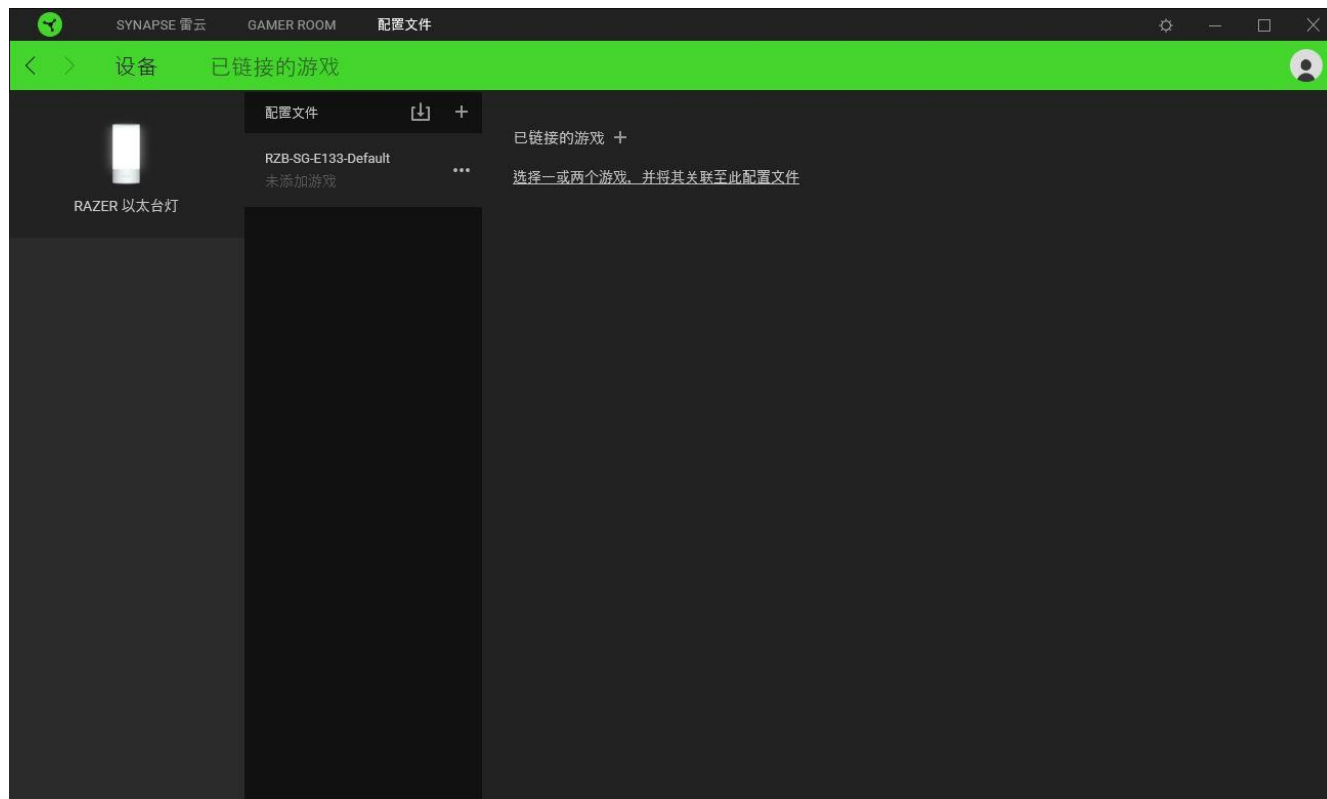 SYNAPSE 雷云 GAMER ROOM 配置文件
设备 已链接的游戏
配置文件
RZB-SG-E133-Default
未添加游戏
RAZER 以太台灯
已链接的游戏
选择一或两个游戏，并将其关联至此配置文件